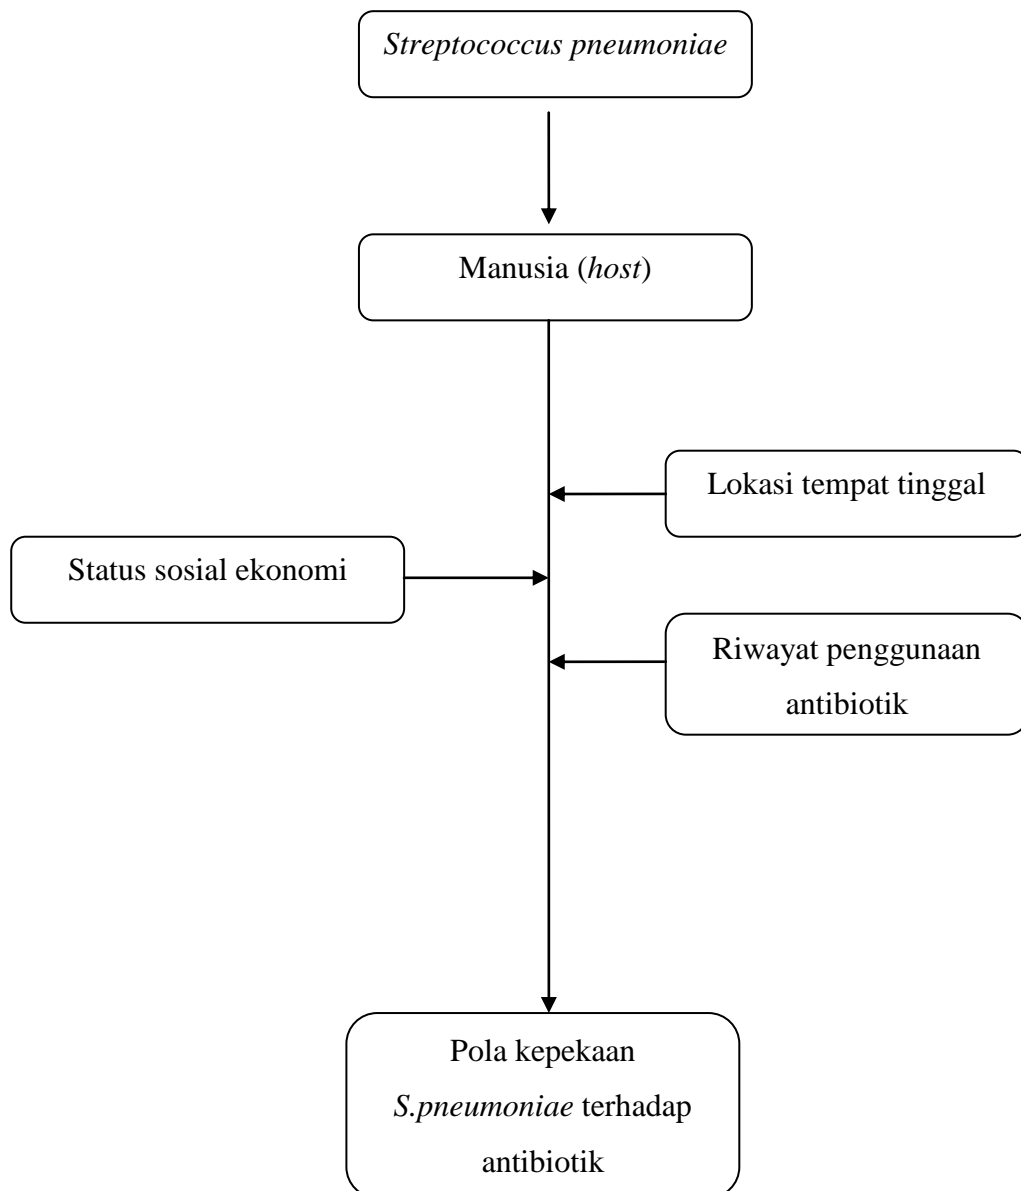 Streptococcus pneumoniae
Manusia (host)
Lokasi tempat tinggal
Status sosial ekonomi
Riwayat penggunaan
antibiotik
Pola kepekaan
S.pneumoniae terhadap
antibiotik